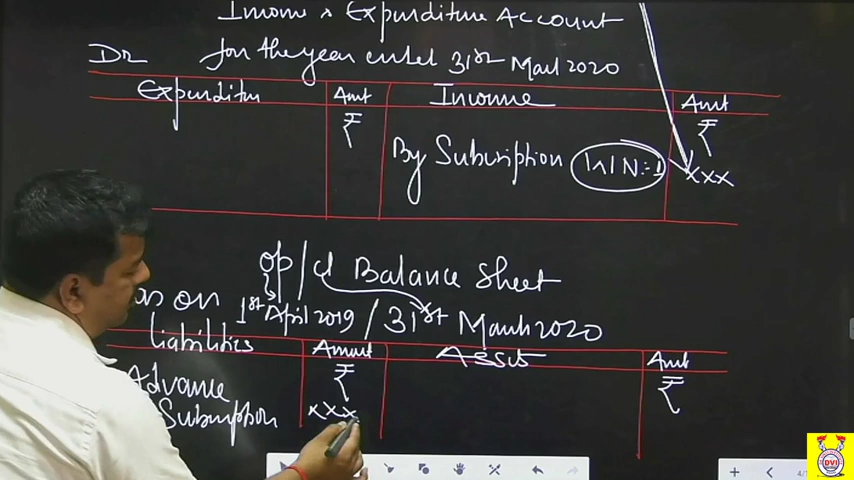 Income & Expenditure Account
Dr for the year ended 31st March 2020
Expenditure Amt Income Amt
₹ ₹
By Subscription W/N:-1 xxx
op/cl Balance Sheet
as on 1st April 2019 / 31st March 2020
Liabilities Amount Assets Amt
₹ ₹
Advance
Subscription xxx
DVI